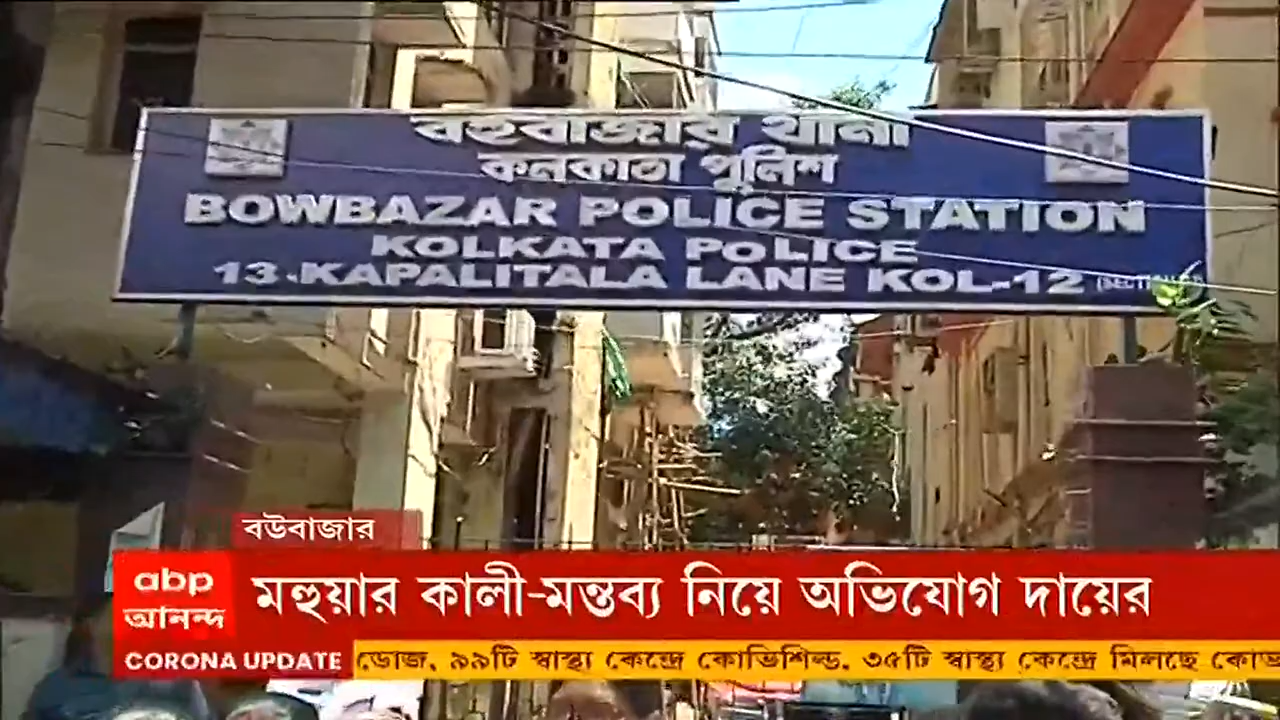 বহুবাজার থানা
কলকাতা পুলিশ
BOWBAZAR POLICE STATION
KOLKATA POLICE
13, KAPALITALA LANE KOL-12
বউবাজার
abp
আনন্দ
মহুয়ার কালী-মন্তব্য নিয়ে অভিযোগ দায়ের
CORONA UPDATE
ডোজ, ৯৯টি স্বাস্থ্য কেন্দ্রে কোভিশিল্ড, ৩৫টি স্বাস্থ্য কেন্দ্রে মিলছে